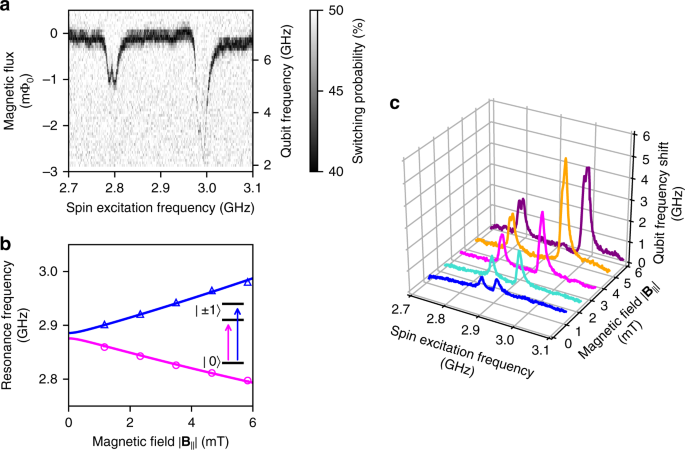 a
0
−1
−2
−3
Magnetic flux
(mΦ0)
6
4
2
Qubit frequency (GHz)
50
45
40
Switching probability (%)
2.7
2.8
2.9
3.0
3.1
Spin excitation frequency (GHz)
b
3.0
2.9
2.8
Resonance frequency
(GHz)
| ±1⟩
| 0⟩
0
2
4
6
Magnetic field |B||| (mT)
c
6
5
4
3
2
1
0
Qubit frequency shift
(GHz)
6
5
4
3
2
1
0
Magnetic field |B|||
(mT)
2.7
2.8
2.9
3.0
3.1
Spin excitation frequency
(GHz)